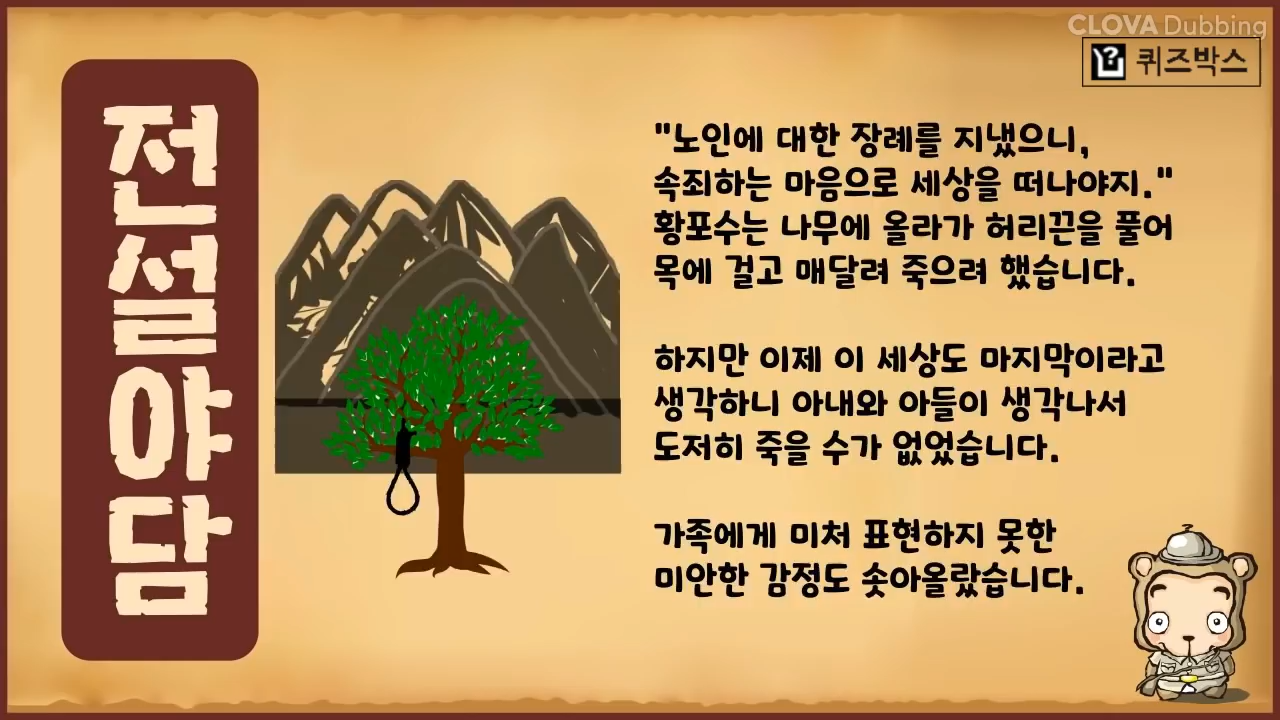 CLOVA Dubbing
퀴즈박스
전설야담
"노인에 대한 장례를 지냈으니,
속죄하는 마음으로 세상을 떠나야지."
황포수는 나무에 올라가 허리끈을 풀어
목에 걸고 매달려 죽으려 했습니다.
하지만 이제 이 세상도 마지막이라고
생각하니 아내와 아들이 생각나서
도저히 죽을 수가 없었습니다.
가족에게 미처 표현하지 못한
미안한 감정도 솟아올랐습니다.